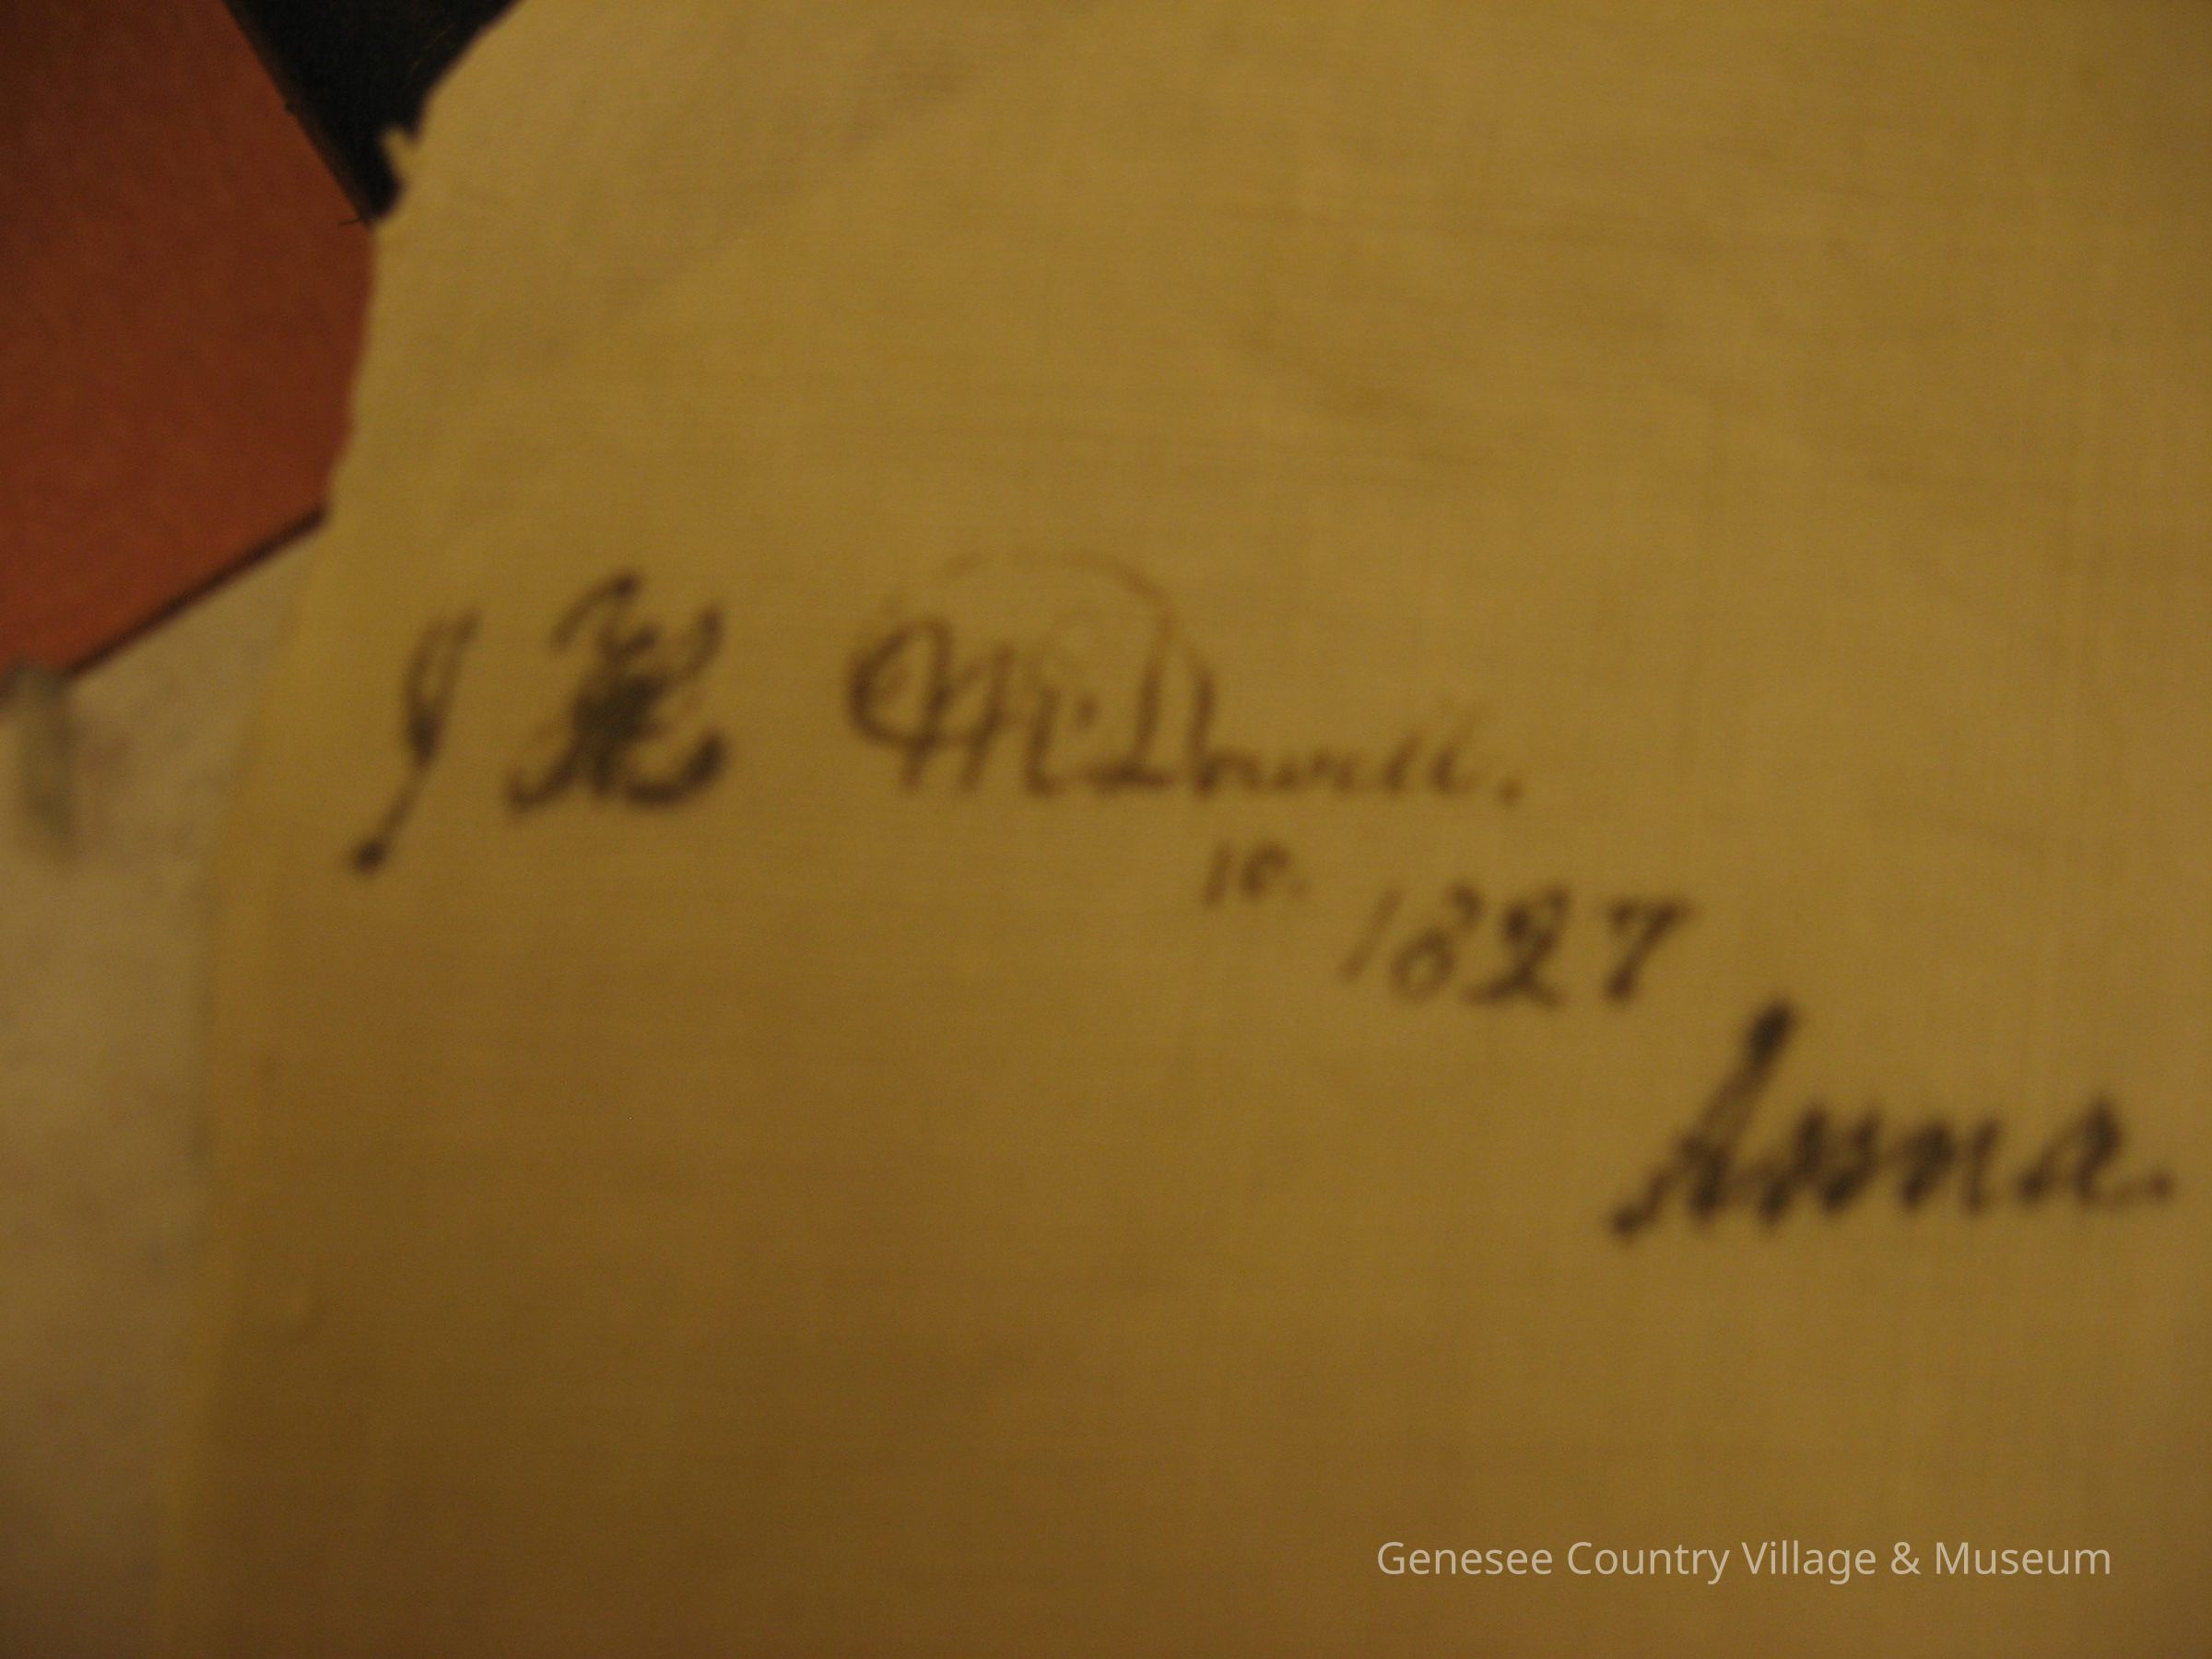 J H McDowell.
10. 1827
Anna.
Genesee Country Village & Museum